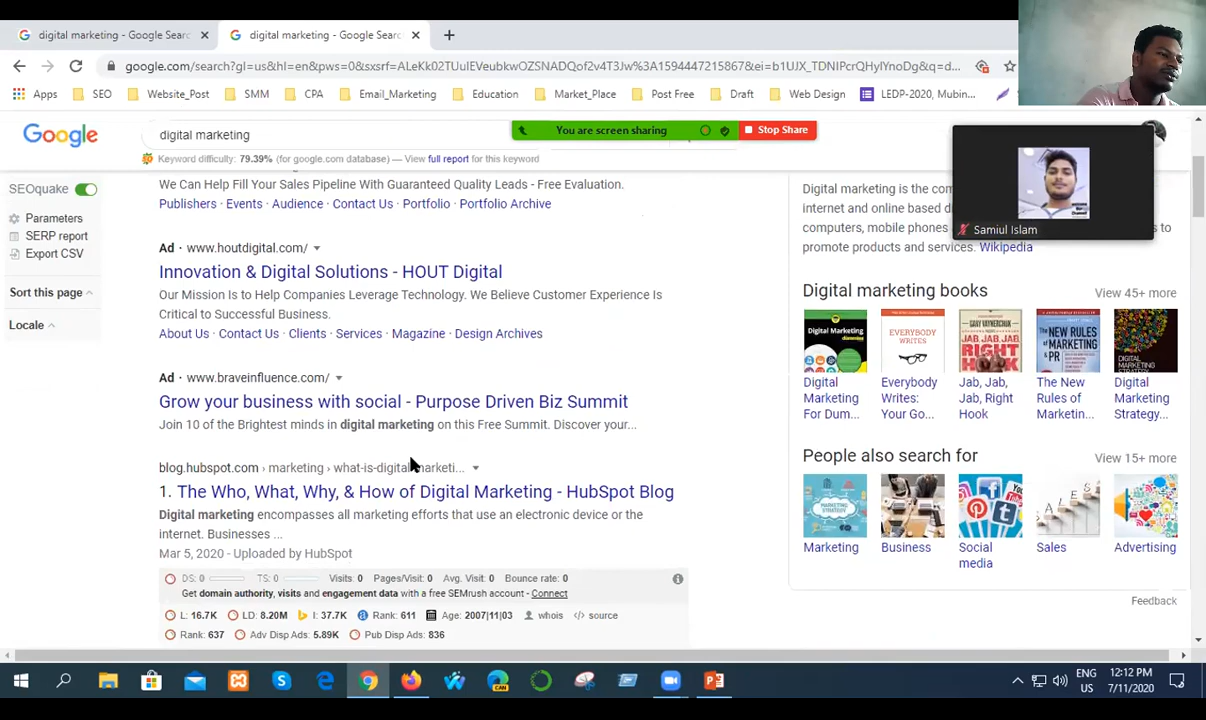 digital marketing - Google Searc
digital marketing - Google Searc
google.com/search?gl=us&hl=en&pws=0&sxsrf=ALeKk02TUulEVeubkwOZSNADQof2v4T3Jw%3A1594447215867&ei=b1UJX_TDNIPcrQHyIYnoDg&q=d...
Apps SEO Website_Post SMM CPA Email_Marketing Education Market_Place Post Free Draft Web Design LEDP-2020, Mubin...
Google
digital marketing
You are screen sharing
Stop Share
Keyword difficulty: 79.39% (for google.com database) — View full report for this keyword
SEOquake
Parameters
SERP report
Export CSV
Sort this page
Locale
We Can Help Fill Your Sales Pipeline With Guaranteed Quality Leads - Free Evaluation.
Publishers · Events · Audience · Contact Us · Portfolio · Portfolio Archive
Ad · www.houtdigital.com/
Innovation & Digital Solutions - HOUT Digital
Our Mission Is to Help Companies Leverage Technology. We Believe Customer Experience Is
Critical to Successful Business.
About Us · Contact Us · Clients · Services · Magazine · Design Archives
Ad · www.braveinfluence.com/
Grow your business with social - Purpose Driven Biz Summit
Join 10 of the Brightest minds in digital marketing on this Free Summit. Discover your...
blog.hubspot.com › marketing › what-is-digital-marketi...
1. The Who, What, Why, & How of Digital Marketing - HubSpot Blog
Digital marketing encompasses all marketing efforts that use an electronic device or the
internet. Businesses ...
Mar 5, 2020 - Uploaded by HubSpot
DS: 0 TS: 0 Visits: 0 Pages/Visit: 0 Avg. Visit: 0 Bounce rate: 0
Get domain authority, visits and engagement data with a free SEMrush account - Connect
L: 16.7K LD: 8.20M I: 37.7K Rank: 611 Age: 2007|11|03 whois source
Rank: 637 Adv Disp Ads: 5.89K Pub Disp Ads: 836
Samiul Islam
Digital marketing is the com
internet and online based di
computers, mobile phones
to
promote products and services. Wikipedia
Digital marketing books
View 45+ more
Digital Marketing For Dum...
Everybody Writes: Your Go...
Jab, Jab, Jab, Right Hook
The New Rules of Marketin...
Digital Marketing Strategy...
People also search for
View 15+ more
Marketing
Business
Social media
Sales
Advertising
Feedback
ENG
US
12:12 PM
7/11/2020